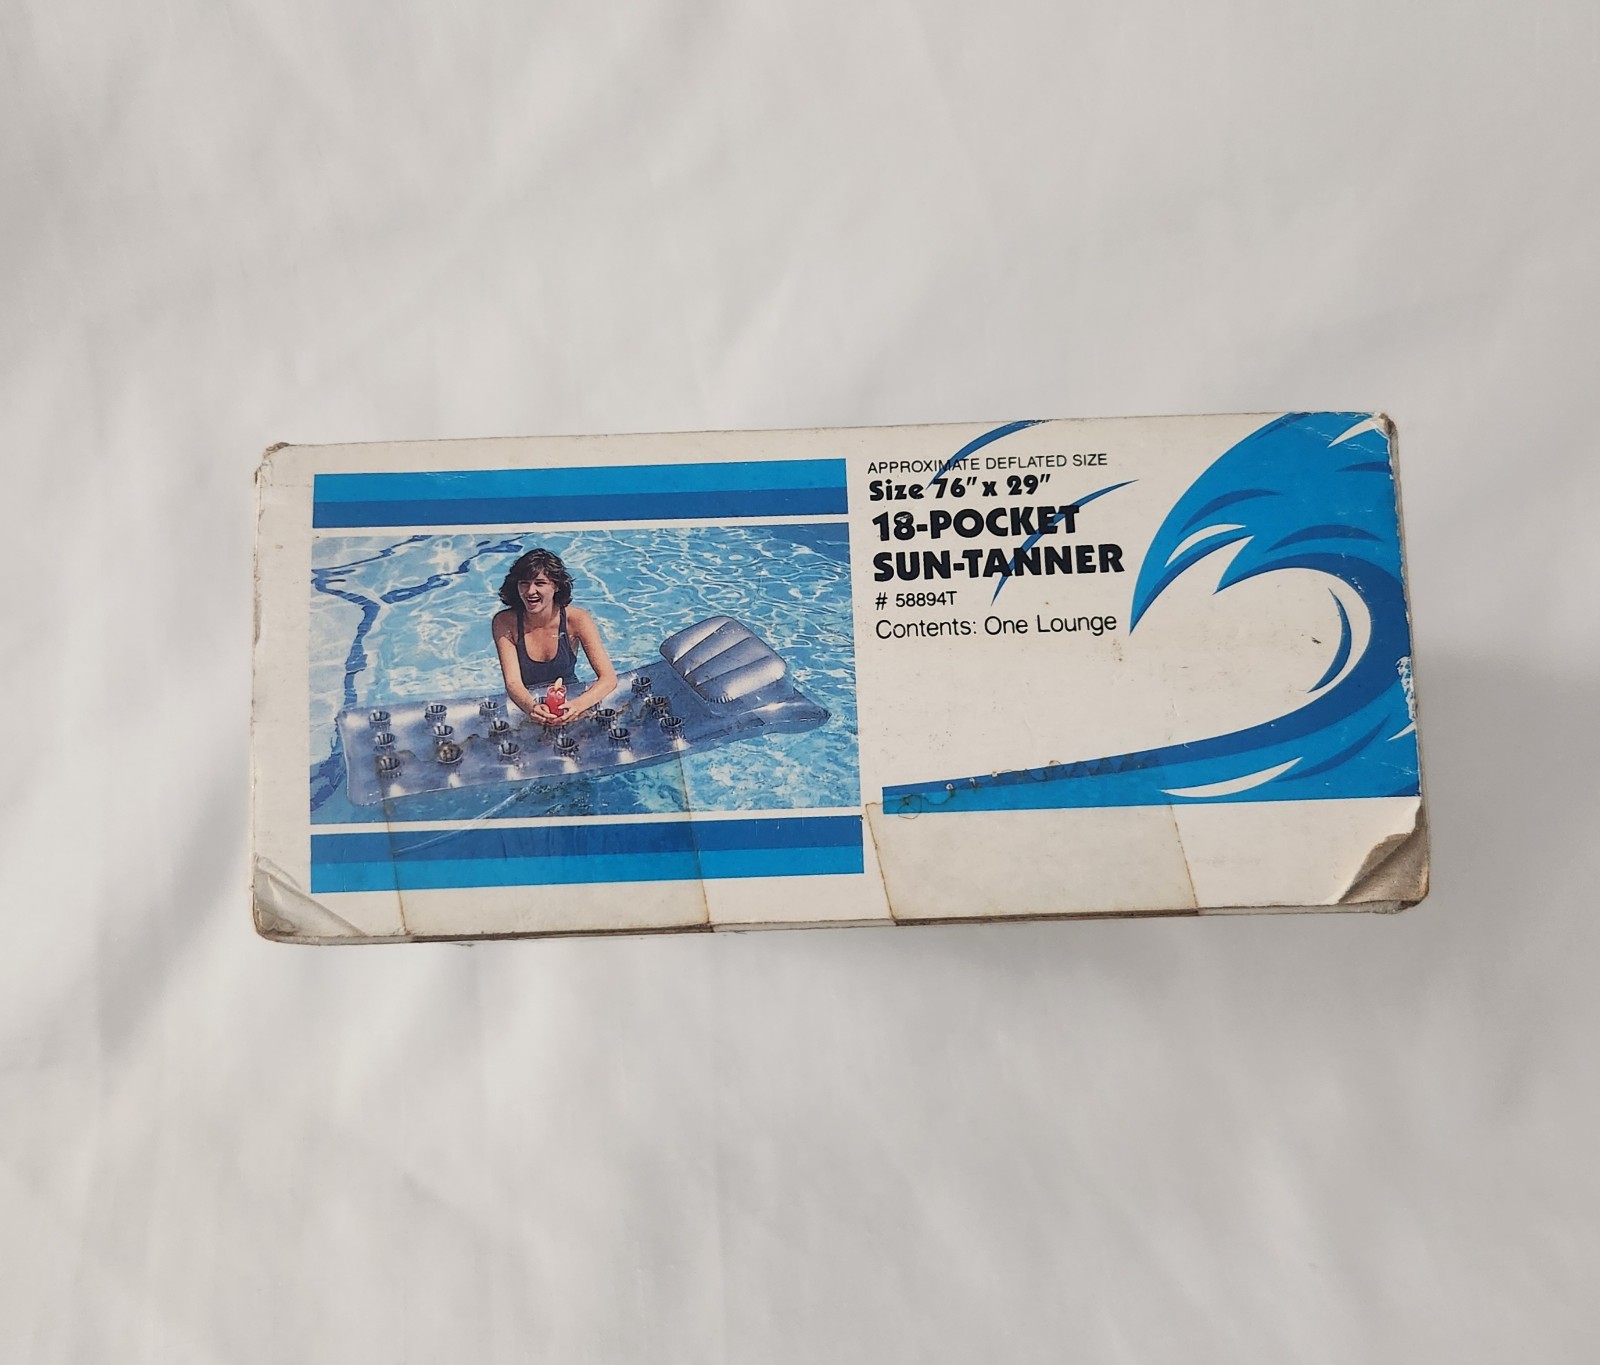 APPROXIMATE DEFLATED SIZE
Size 76" x 29"
18-POCKET
SUN-TANNER
# 58894T
Contents: One Lounge